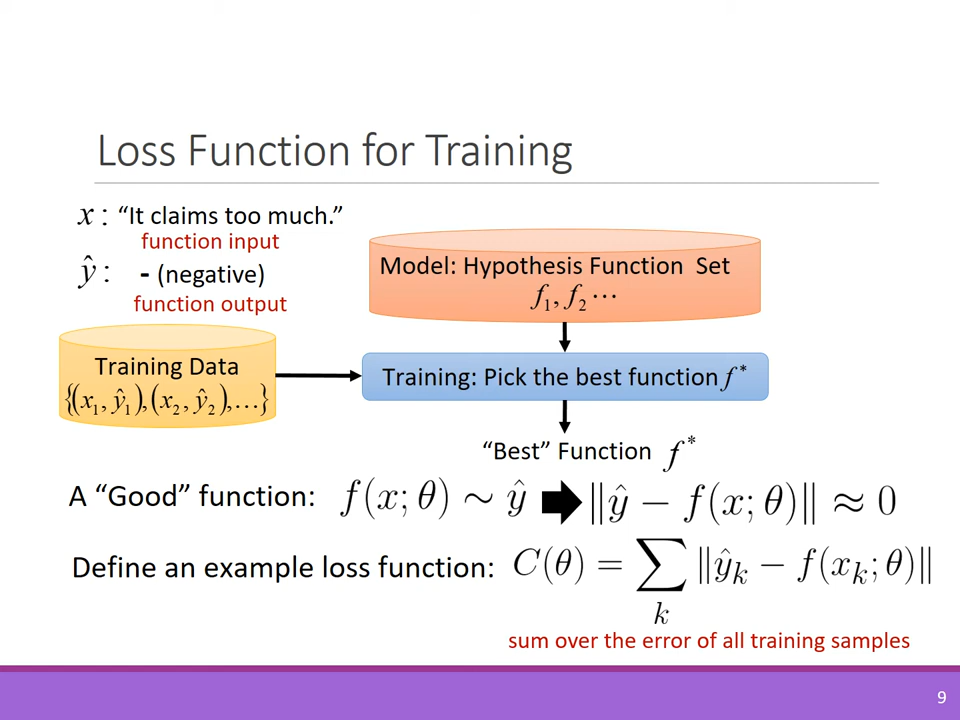 Loss Function for Training
x : “It claims too much.”
function input
ŷ : - (negative)
function output
Model: Hypothesis Function Set
f₁, f₂ ⋯
Training Data
{(x₁, ŷ₁), (x₂, ŷ₂), …}
Training: Pick the best function f*
“Best” Function f*
A “Good” function: f(x; θ) ∼ ŷ ‖ŷ − f(x; θ)‖ ≈ 0
Define an example loss function: C(θ) = ∑ₖ ‖ŷₖ − f(xₖ; θ)‖
sum over the error of all training samples
9